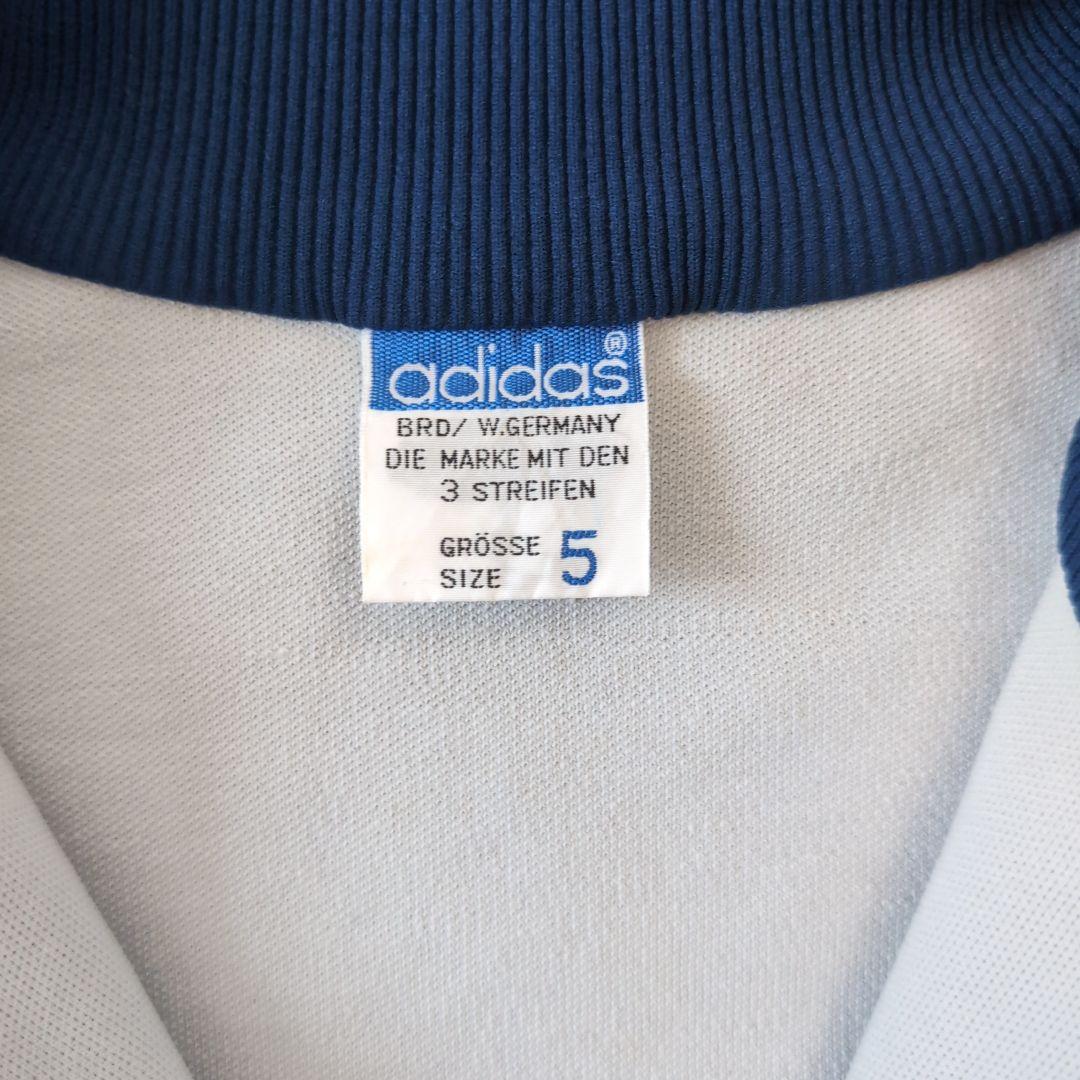 adidas®
BRD/ W.GERMANY
DIE MARKE MIT DEN
3 STREIFEN
GRÖSSE 5
SIZE